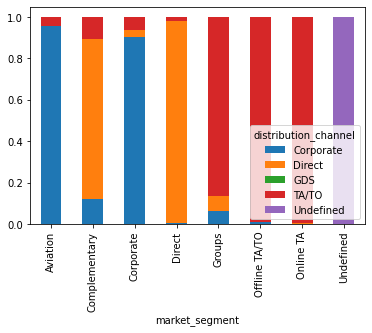 1.0
0.8
0.6
0.4
0.2
0.0
distribution_channel
Corporate
Direct
GDS
TA/TO
Undefined
Aviation
Complementary
Corporate
Direct
Groups
Offline TA/TO
Online TA
Undefined
market_segment